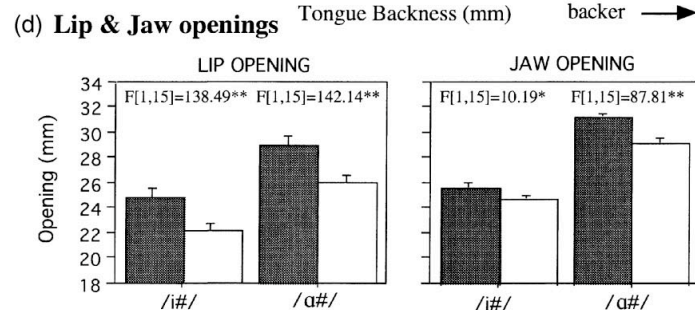 Tongue Backness (mm) backer
(d) Lip & Jaw openings
LIP OPENING
JAW OPENING
F[1,15]=138.49** F[1,15]=142.14**
F[1,15]=10.19* F[1,15]=87.81**
Opening (mm)
34
32
30
28
26
24
22
20
18
/i#/ /ɑ#/
/i#/ /ɑ#/